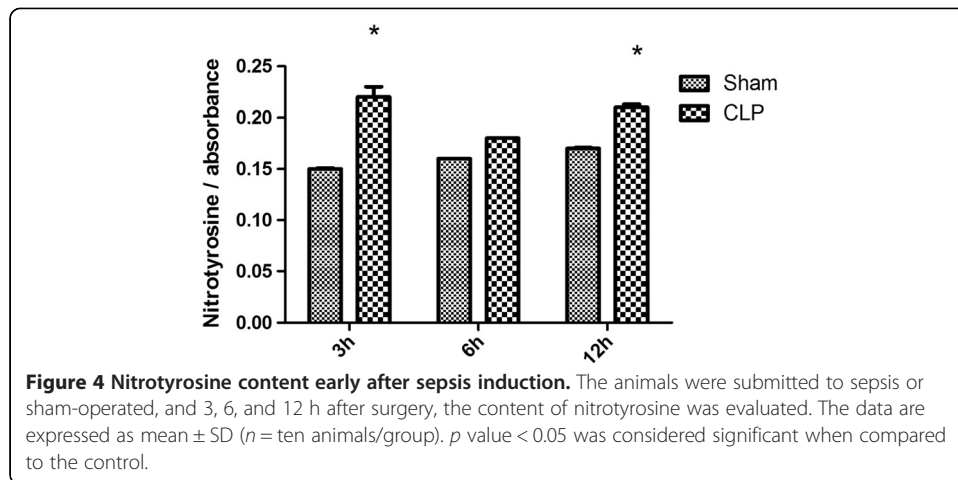 *
*
0.25
0.20
0.15
0.10
0.05
0.00
Nitrotyrosine / absorbance
Sham
CLP
3h
6h
12h
Figure 4 Nitrotyrosine content early after sepsis induction. The animals were submitted to sepsis or
sham-operated, and 3, 6, and 12 h after surgery, the content of nitrotyrosine was evaluated. The data are
expressed as mean ± SD (n = ten animals/group). p value < 0.05 was considered significant when compared
to the control.